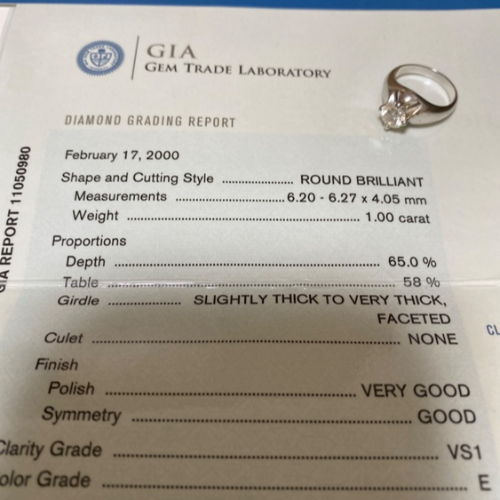 GIA
GEM TRADE LABORATORY
DIAMOND GRADING REPORT
GIA REPORT 11050980
February 17, 2000
Shape and Cutting Style .................. ROUND BRILLIANT
Measurements .................. 6.20 - 6.27 x 4.05 mm
Weight .................. 1.00 carat
Proportions
Depth .................. 65.0 %
Table .................. 58 %
Girdle .................. SLIGHTLY THICK TO VERY THICK,
FACETED
Culet .................. NONE
Finish
Polish .................. VERY GOOD
Symmetry .................. GOOD
Clarity Grade .................. VS1
olor Grade .................. E
CL